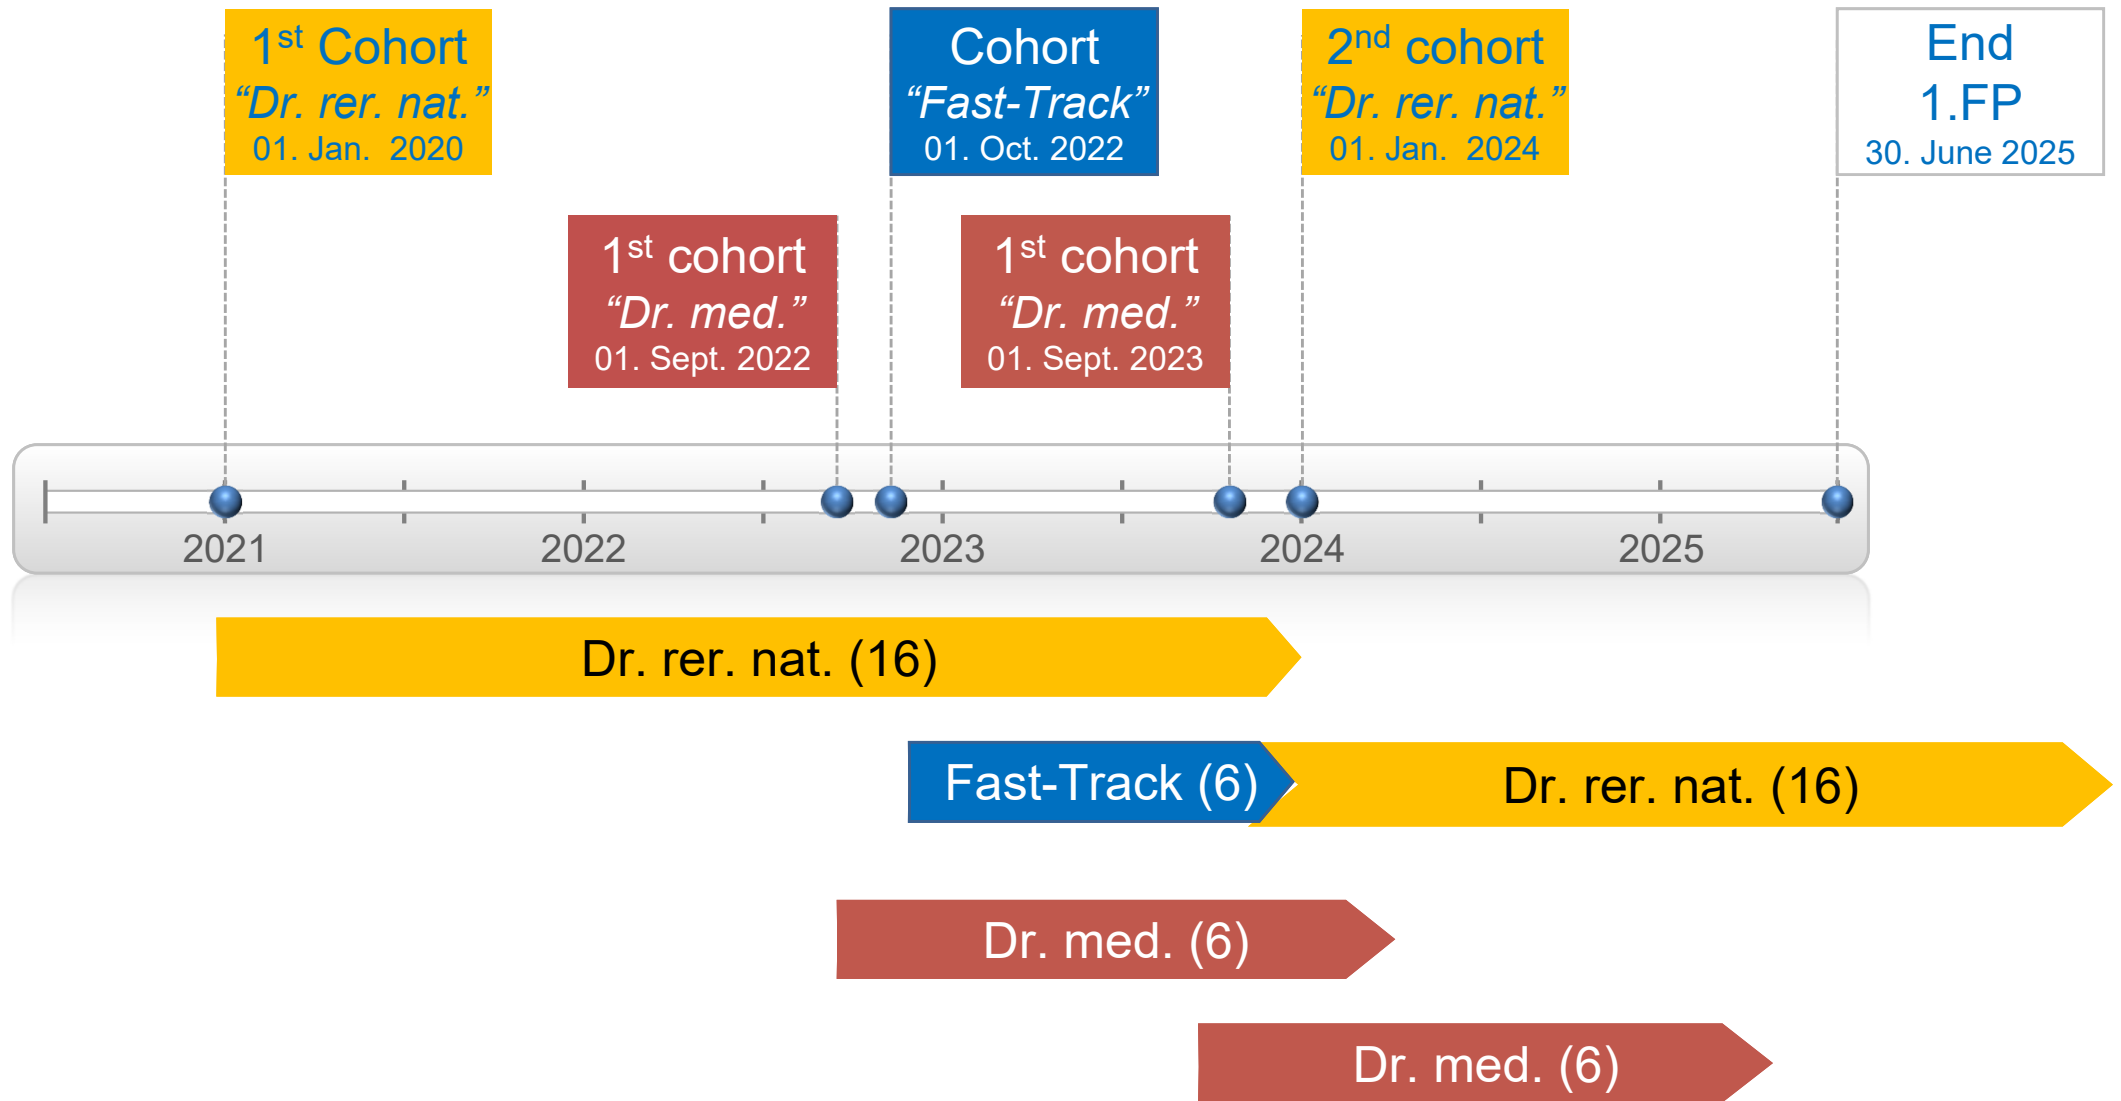 1st Cohort
“Dr. rer. nat.”
01. Jan. 2020
Cohort
“Fast-Track”
01. Oct. 2022
2nd cohort
“Dr. rer. nat.”
01. Jan. 2024
End
1.FP
30. June 2025
1st cohort
“Dr. med.”
01. Sept. 2022
1st cohort
“Dr. med.”
01. Sept. 2023
2021 2022 2023 2024 2025
Dr. rer. nat. (16)
Fast-Track (6) Dr. rer. nat. (16)
Dr. med. (6)
Dr. med. (6)